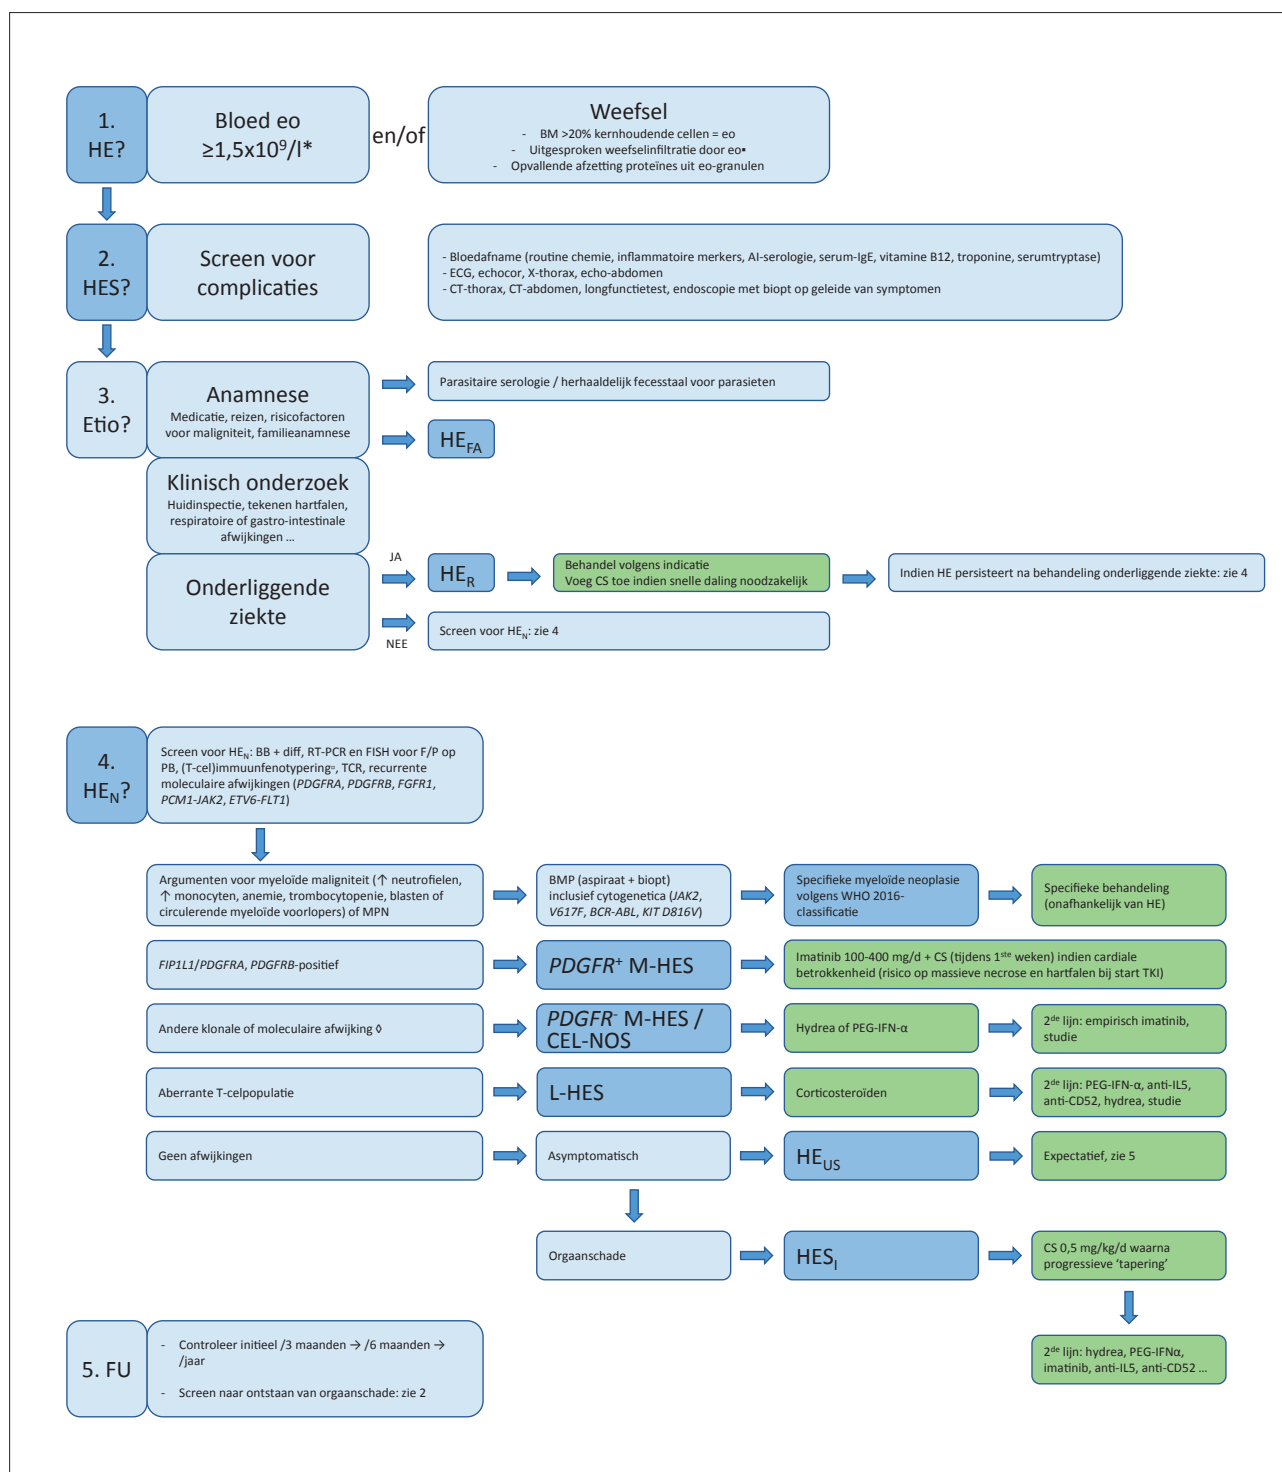 1.
HE?
Bloed eo
≥1,5x10⁹/l*
en/of
Weefsel
- BM >20% kernhoudende cellen = eo
- Uitgesproken weefselinfiltratie door eo▪
- Opvallende afzetting proteïnes uit eo-granulen
2.
HES?
Screen voor
complicaties
- Bloedafname (routine chemie, inflammatoire merkers, AI-serologie, serum-IgE, vitamine B12, troponine, serumtryptase)
- ECG, echocor, X-thorax, echo-abdomen
- CT-thorax, CT-abdomen, longfunctietest, endoscopie met biopt op geleide van symptomen
3.
Etio?
Anamnese
Medicatie, reizen, risicofactoren
voor maligniteit, familieanamnese
Parasitaire serologie / herhaaldelijk fecesstaal voor parasieten
HE_FA
Klinisch onderzoek
Huidinspectie, tekenen hartfalen,
respiratoire of gastro-intestinale
afwijkingen ...
Onderliggende
ziekte
JA
HE_R
Behandel volgens indicatie
Voeg CS toe indien snelle daling noodzakelijk
Indien HE persisteert na behandeling onderliggende ziekte: zie 4
NEE
Screen voor HE_N: zie 4
4.
HE_N?
Screen voor HE_N: BB + diff, RT-PCR en FISH voor F/P op
PB, (T-cel)immuunfenotypering▫, TCR, recurrente
moleculaire afwijkingen (PDGFRA, PDGFRB, FGFR1,
PCM1-JAK2, ETV6-FLT1)
Argumenten voor myeloïde maligniteit (↑ neutrofielen,
↑ monocyten, anemie, trombocytopenie, blasten of
circulerende myeloïde voorlopers) of MPN
BMP (aspiraat + biopt)
inclusief cytogenetica (JAK2,
V617F, BCR-ABL, KIT D816V)
Specifieke myeloïde neoplasie
volgens WHO 2016-
classificatie
Specifieke behandeling
(onafhankelijk van HE)
FIP1L1/PDGFRA, PDGFRB-positief
PDGFR⁺ M-HES
Imatinib 100-400 mg/d + CS (tijdens 1ˢᵗᵉ weken) indien cardiale
betrokkenheid (risico op massieve necrose en hartfalen bij start TKI)
Andere klonale of moleculaire afwijking ◊
PDGFR⁻ M-HES /
CEL-NOS
Hydrea of PEG-IFN-α
2ᵈᵉ lijn: empirisch imatinib,
studie
Aberrante T-celpopulatie
L-HES
Corticosteroïden
2ᵈᵉ lijn: PEG-IFN-α, anti-IL5,
anti-CD52, hydrea, studie
Geen afwijkingen
Asymptomatisch
HE_US
Expectatief, zie 5
Orgaanschade
HES_I
CS 0,5 mg/kg/d waarna
progressieve ‘tapering’
2ᵈᵉ lijn: hydrea, PEG-IFNα,
imatinib, anti-IL5, anti-CD52 ...
5. FU
- Controleer initieel /3 maanden → /6 maanden →
/jaar
- Screen naar ontstaan van orgaanschade: zie 2